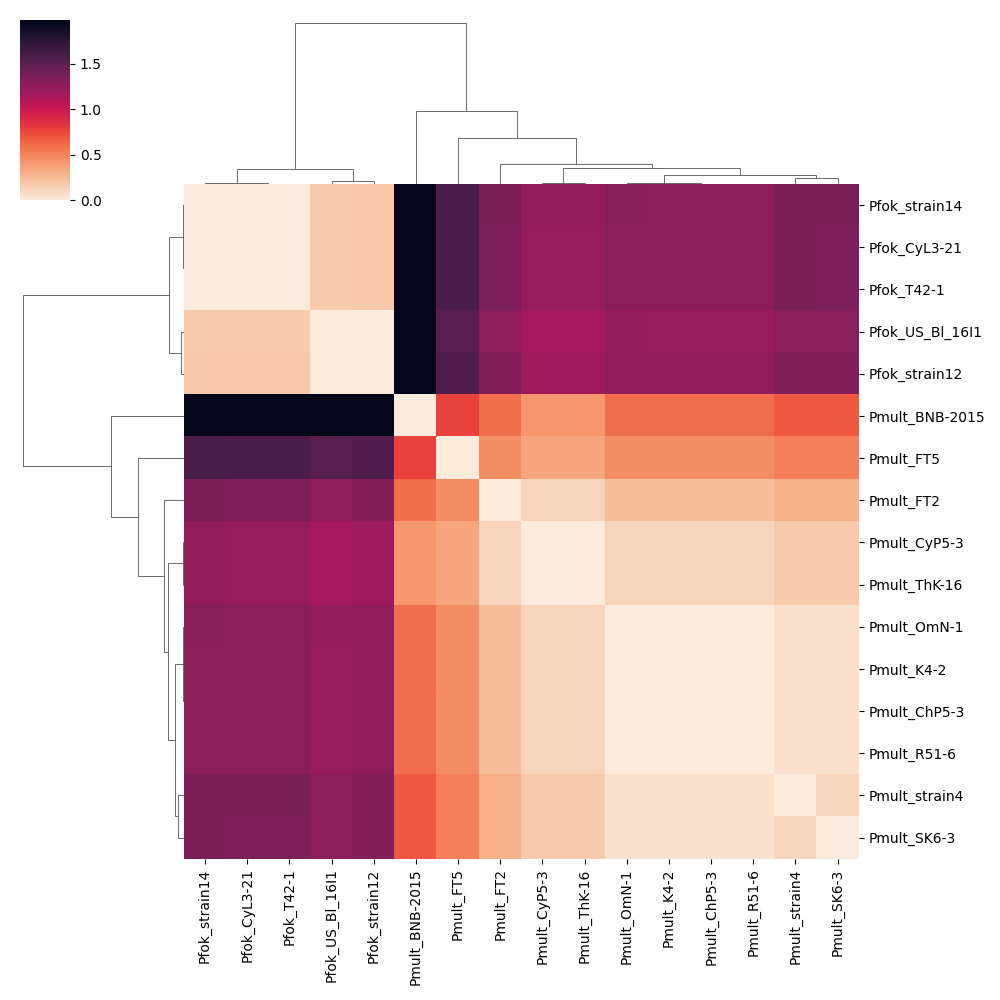 1.5
1.0
0.5
0.0
Pfok_strain14
Pfok_CyL3-21
Pfok_T42-1
Pfok_US_Bl_16I1
Pfok_strain12
Pmult_BNB-2015
Pmult_FT5
Pmult_FT2
Pmult_CyP5-3
Pmult_ThK-16
Pmult_OmN-1
Pmult_K4-2
Pmult_ChP5-3
Pmult_R51-6
Pmult_strain4
Pmult_SK6-3
Pfok_strain14
Pfok_CyL3-21
Pfok_T42-1
Pfok_US_Bl_16I1
Pfok_strain12
Pmult_BNB-2015
Pmult_FT5
Pmult_FT2
Pmult_CyP5-3
Pmult_ThK-16
Pmult_OmN-1
Pmult_K4-2
Pmult_ChP5-3
Pmult_R51-6
Pmult_strain4
Pmult_SK6-3